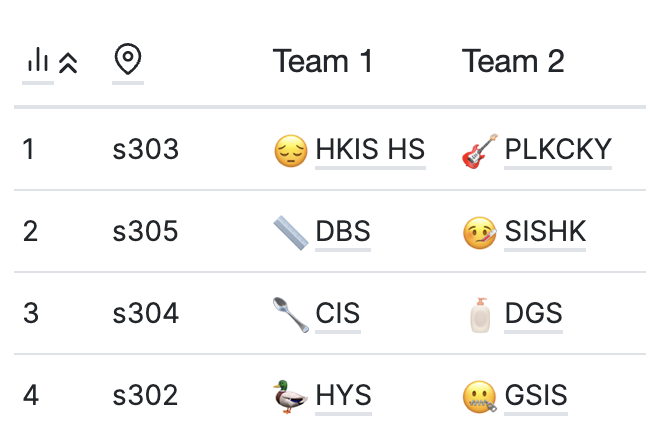 Team 1 Team 2
1 s303 😔 HKIS HS 🎸 PLKCKY
2 s305 📏 DBS 🤒 SISHK
3 s304 🥄 CIS 🧴 DGS
4 s302 🦆 HYS 🤐 GSIS